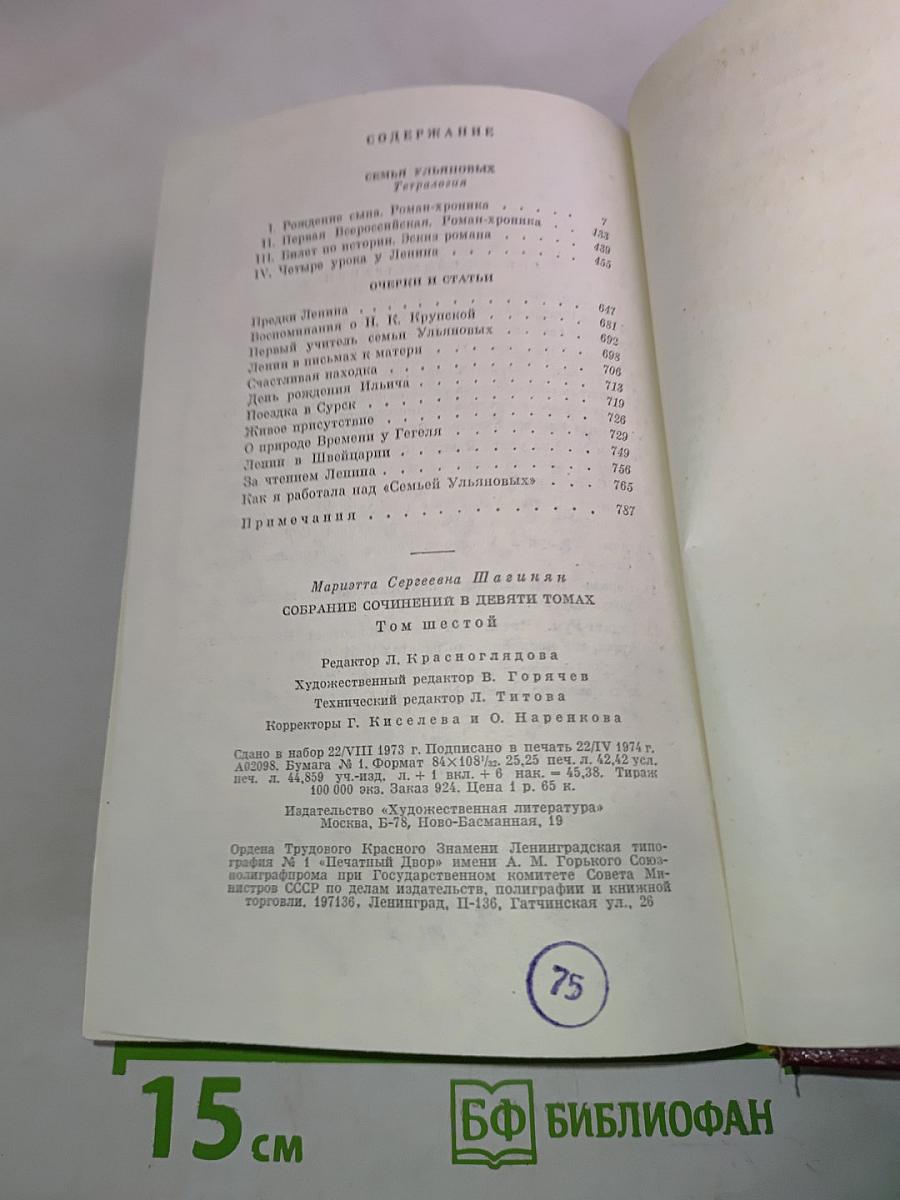 СОДЕРЖАНИЕ
СЕМЬЯ УЛЬЯНОВЫХ
Тетралогия
I. Рождение сына. Роман-хроника . . . . . 7
II. Первая Всероссийская. Роман-хроника . . 133
III. Билет по истории. Эскиз романа . . . . . 439
IV. Четыре урока у Ленина . . . . . . . 455
ОЧЕРКИ И СТАТЬИ
Предки Ленина . . . . . . . . . . . . 647
Воспоминания о Н. К. Крупской . . . . . . 681
Первый учитель семьи Ульяновых . . . . . 692
Ленин в письмах к матери . . . . . . . . 698
Счастливая находка . . . . . . . . . . 706
День рождения Ильича . . . . . . . . . 713
Поездка в Сурск . . . . . . . . . . . 719
Живое присутствие . . . . . . . . . . 726
О природе Времени у Гегеля . . . . . . . 729
Ленин в Швейцарии . . . . . . . . . . 749
За чтением Ленина . . . . . . . . . . . 756
Как я работала над «Семьей Ульяновых» . . . 765
Примечания . . . . . . . . . . . . . 787
Мариэтта Сергеевна Шагинян
СОБРАНИЕ СОЧИНЕНИЙ В ДЕВЯТИ ТОМАХ
Том шестой
Редактор Л. Красноглядова
Художественный редактор В. Горячев
Технический редактор Л. Титова
Корректоры Г. Киселева и О. Наренкова
Сдано в набор 22/VIII 1973 г. Подписано в печать 22/IV 1974 г.
А02098. Бумага № 1. Формат 84×108¹/₃₂. 25,25 печ. л. 42,42 усл.
печ. л. 44,859 уч.-изд. л. + 1 вкл. + 6 нак. = 45,38. Тираж
100 000 экз. Заказ 924. Цена 1 р. 65 к.
Издательство «Художественная литература»
Москва, Б-78, Ново-Басманная, 19
Ордена Трудового Красного Знамени Ленинградская типо-
графия № 1 «Печатный Двор» имени А. М. Горького Союз-
полиграфпрома при Государственном комитете Совета Ми-
нистров СССР по делам издательств, полиграфии и книжной
торговли. 197136, Ленинград, П-136, Гатчинская ул., 26
75
15 см
БФ БИБЛИОФАН